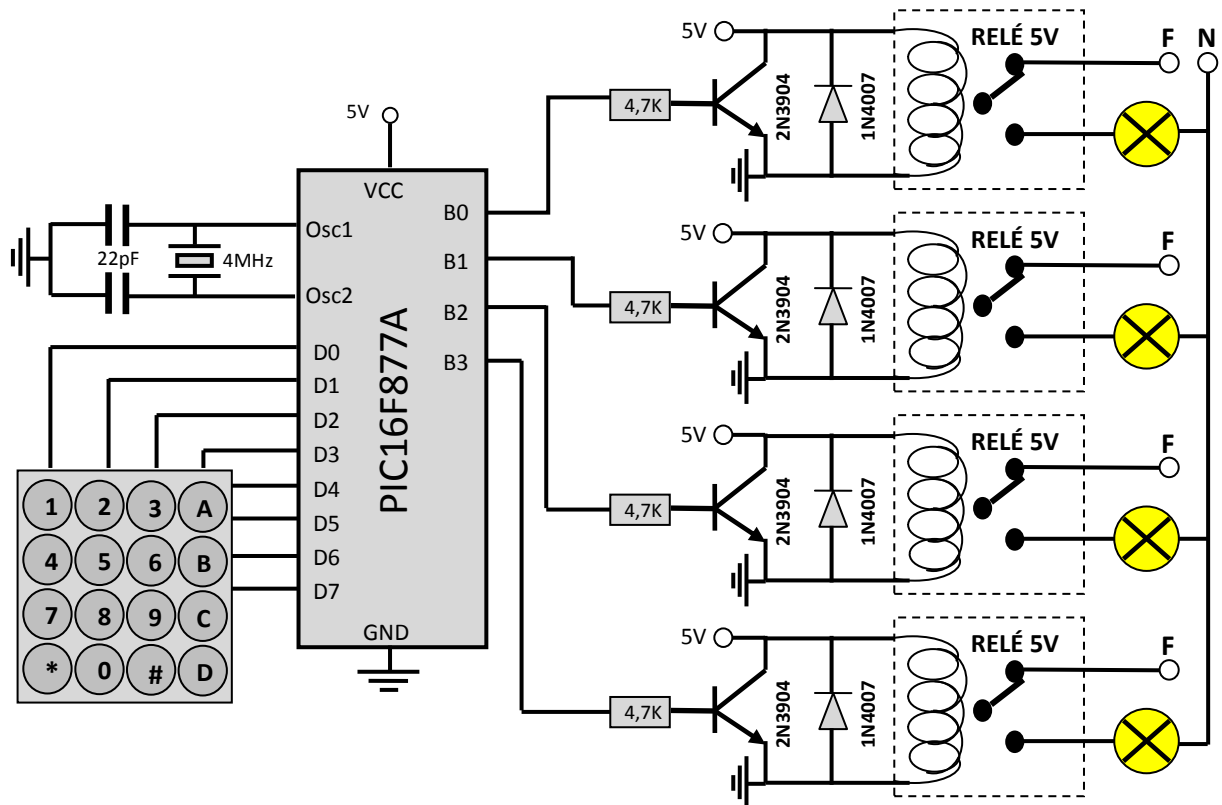 5V
VCC
PIC16F877A
Osc1
Osc2
22pF
4MHz
D0
D1
D2
D3
D4
D5
D6
D7
GND
B0
B1
B2
B3
1 2 3 A
4 5 6 B
7 8 9 C
* 0 # D
5V
4,7K
2N3904
1N4007
RELÉ 5V
F
N
5V
4,7K
2N3904
1N4007
RELÉ 5V
F
5V
4,7K
2N3904
1N4007
RELÉ 5V
F
5V
4,7K
2N3904
1N4007
RELÉ 5V
F